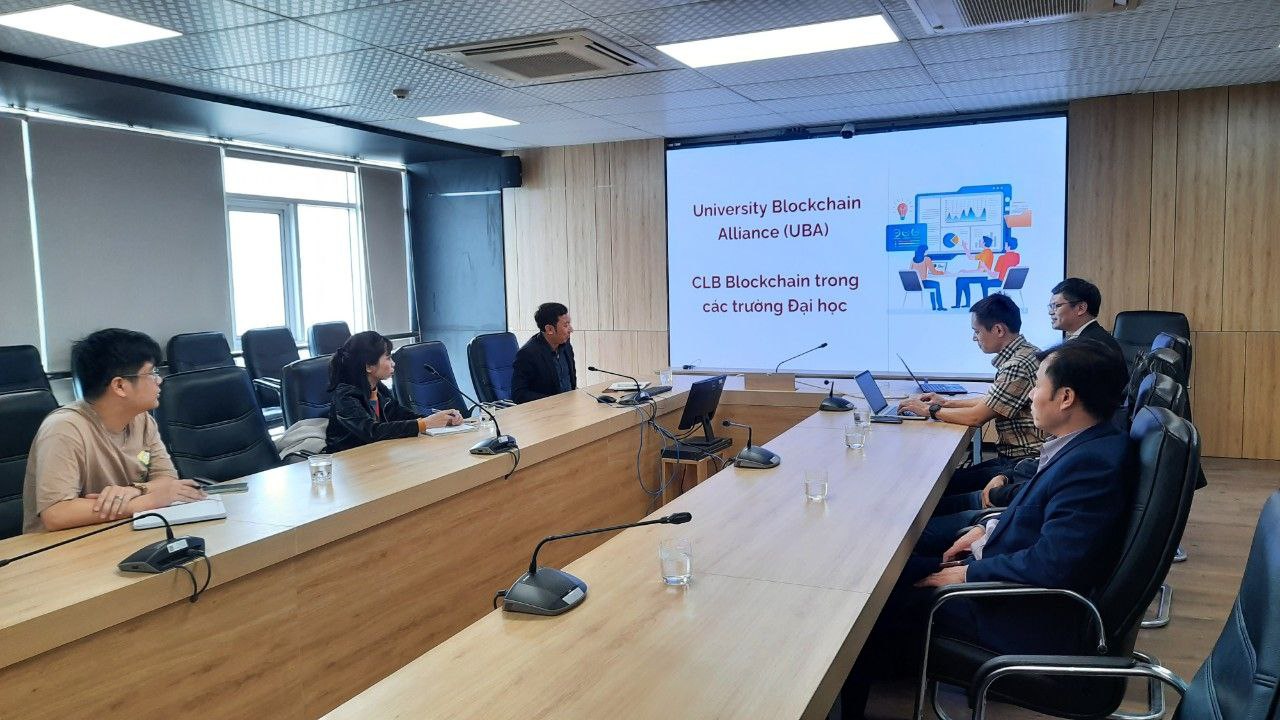 University Blockchain
Alliance (UBA)
CLB Blockchain trong
các trường Đại học